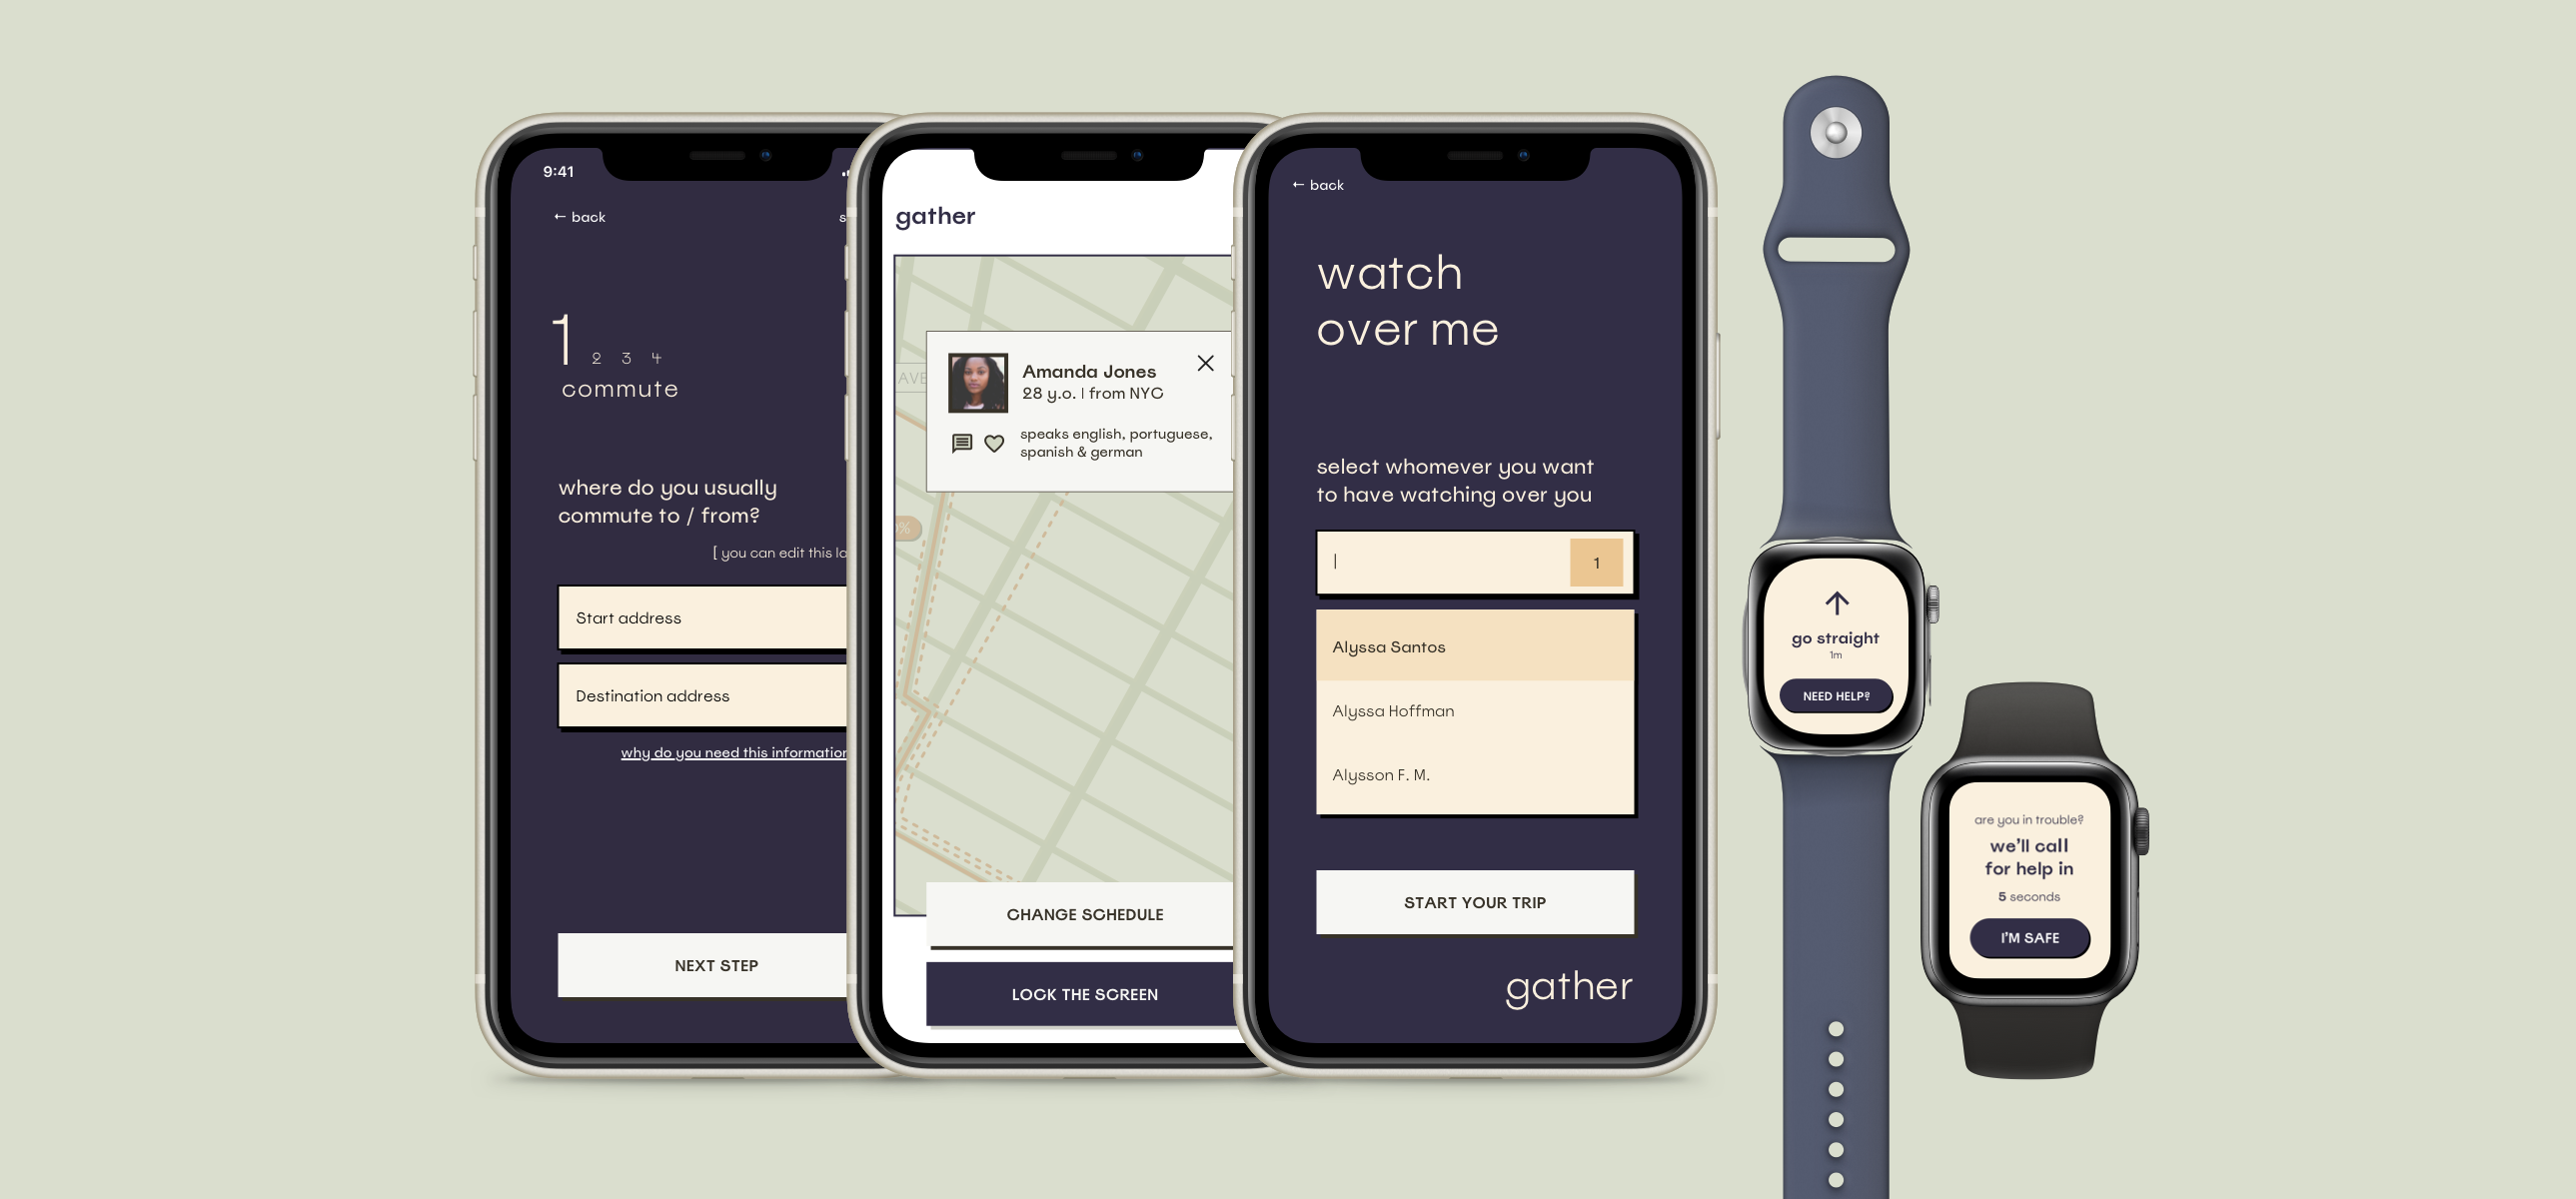 9:41
← back
1 2 3 4
commute
where do you usually
commute to / from?
[ you can edit this
Start address
Destination address
why do you need this information
NEXT STEP
gather
AVE
Amanda Jones
28 y.o. | from NYC
speaks english, portuguese,
spanish & german
CHANGE SCHEDULE
LOCK THE SCREEN
← back
watch
over me
select whomever you want
to have watching over you
1
Alyssa Santos
Alyssa Hoffman
Alysson F. M.
START YOUR TRIP
gather
go straight
1m
NEED HELP?
are you in trouble?
we'll call
for help in
5 seconds
I'M SAFE